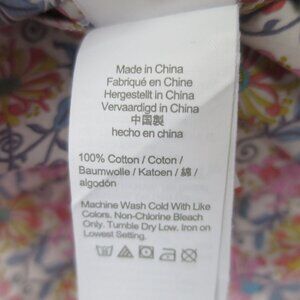 Made in China
Fabriqué en Chine
Hergestellt in China
Vervaardigd in China
中国製
hecho en china
100% Cotton / Coton /
Baumwolle / Katoen / 綿 /
algodón
Machine Wash Cold With Like
Colors. Non-Chlorine Bleach
Only. Tumble Dry Low. Iron on
Lowest Setting.